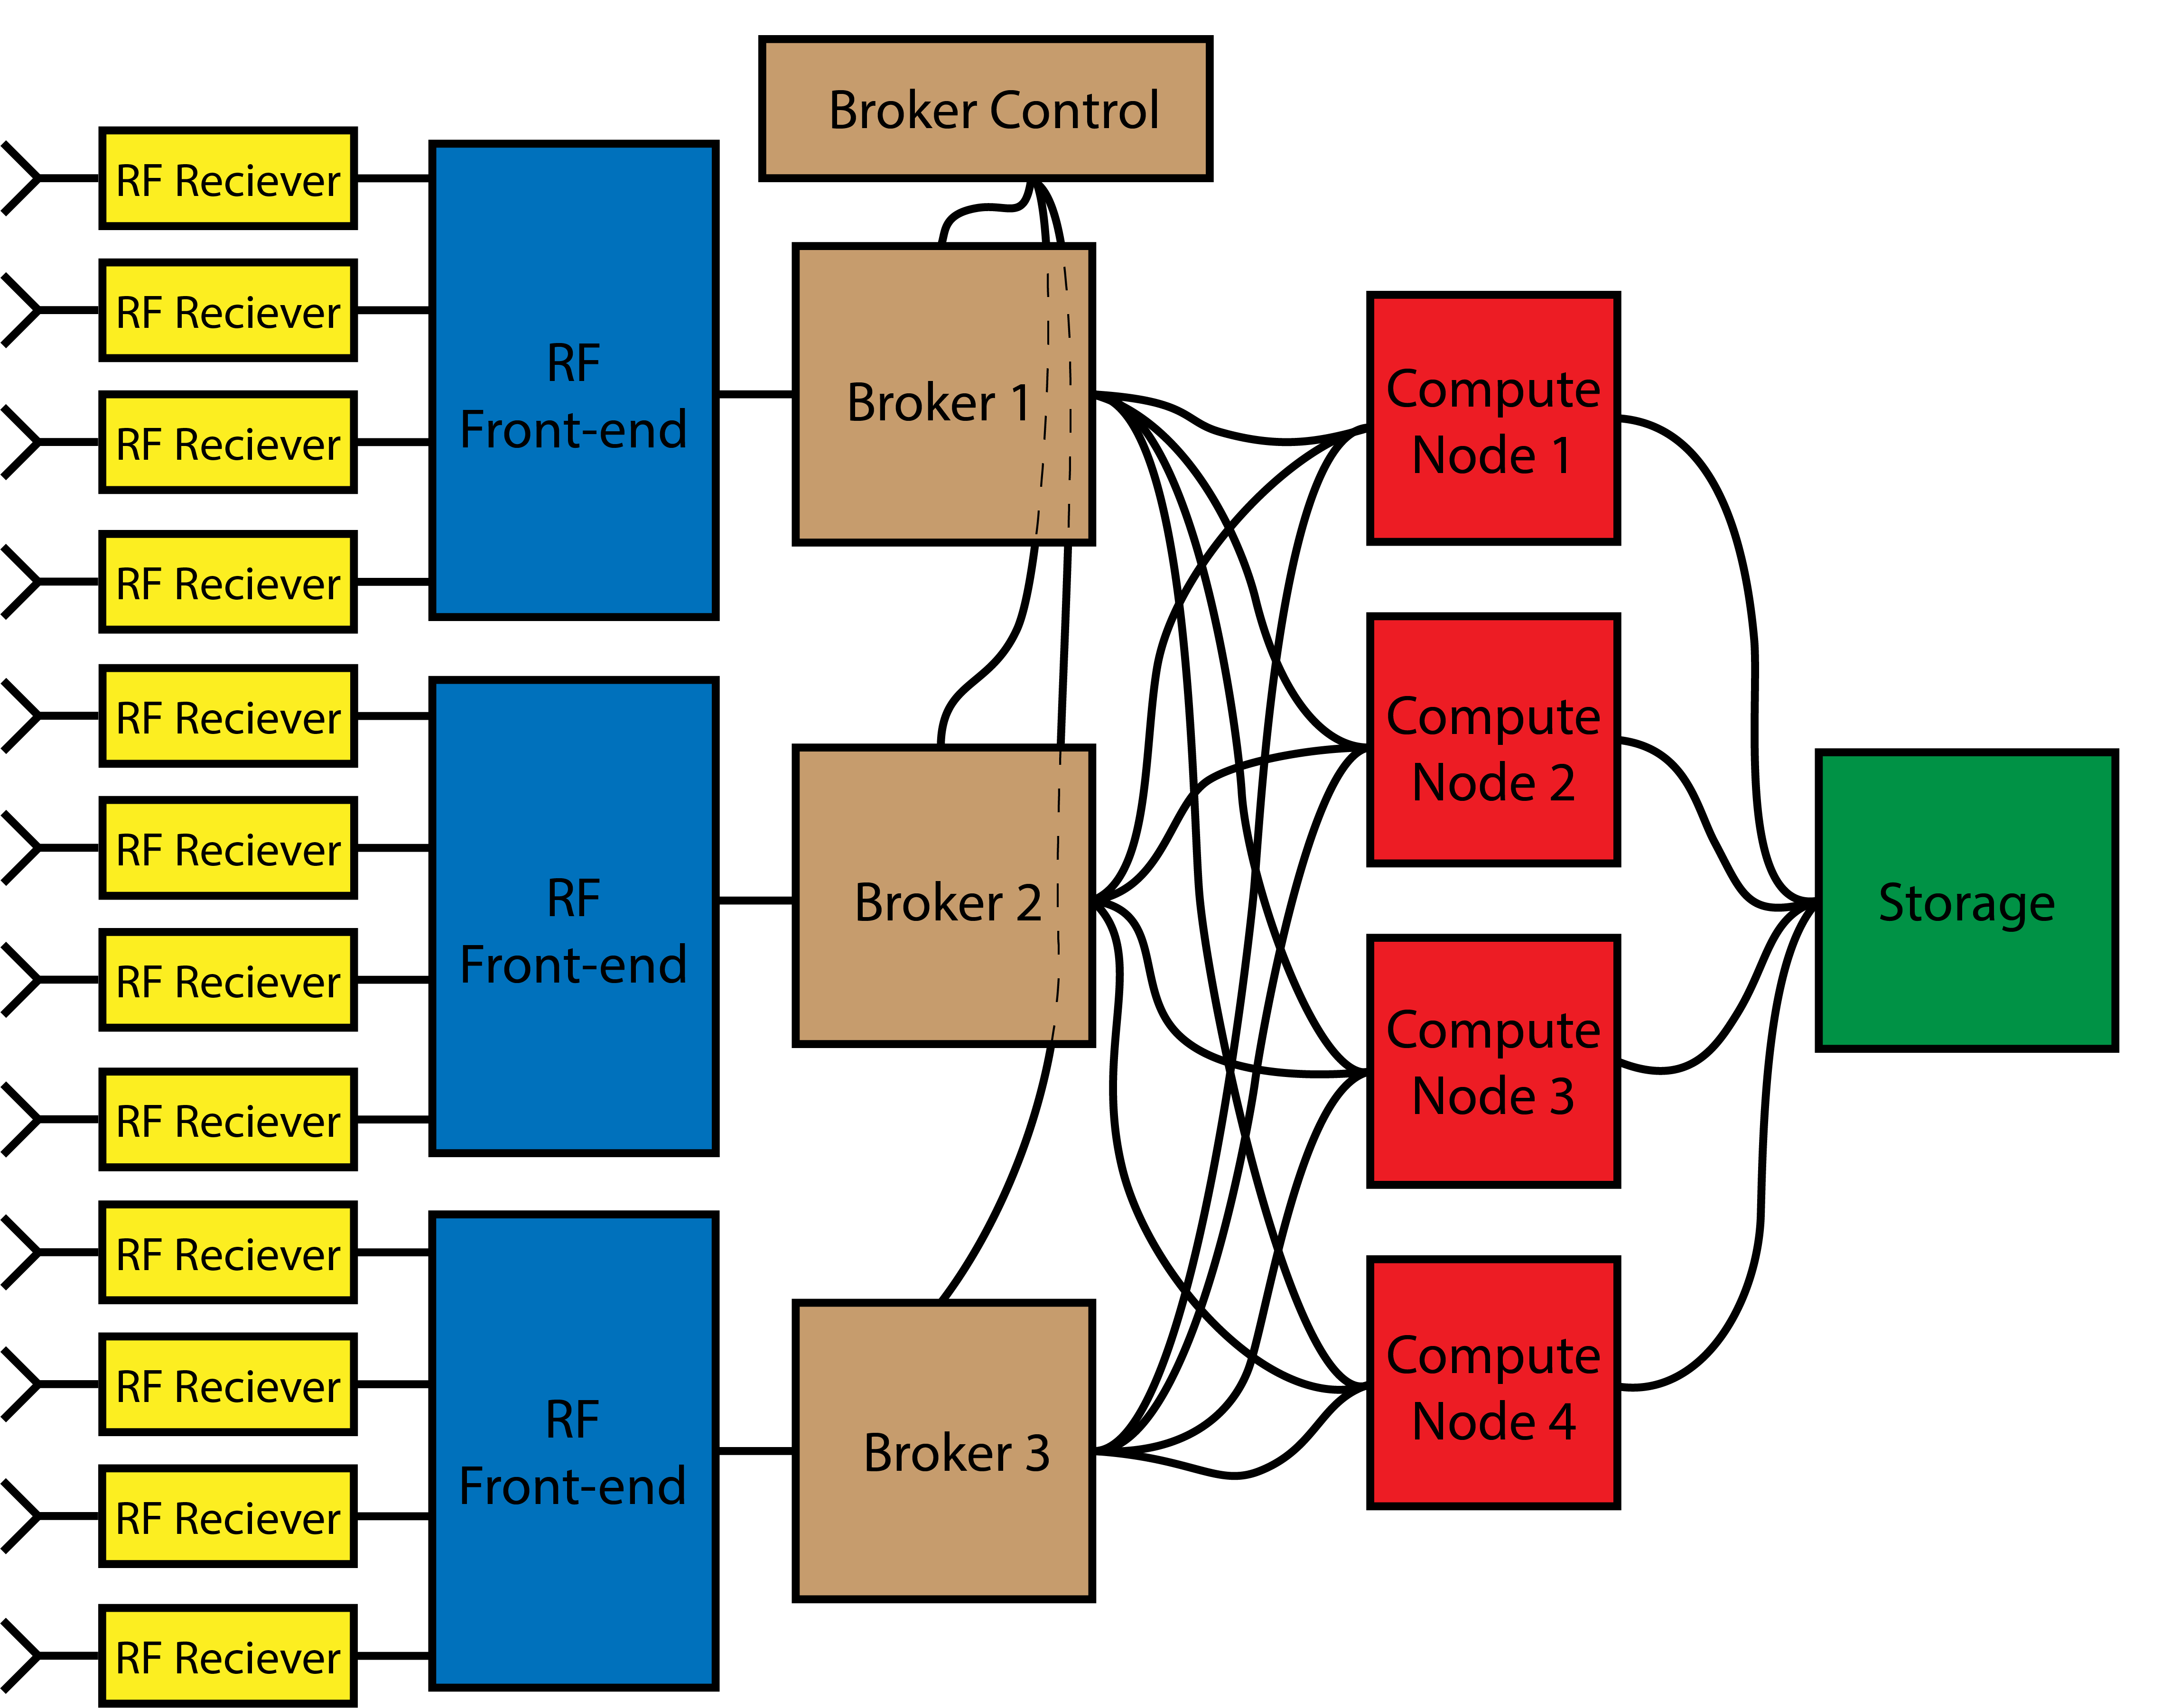 Broker Control
RF Reciever
RF Reciever
RF Reciever
RF Reciever
RF Reciever
RF Reciever
RF Reciever
RF Reciever
RF Reciever
RF Reciever
RF Reciever
RF Reciever
RF
Front-end
RF
Front-end
RF
Front-end
Broker 1
Broker 2
Broker 3
Compute
Node 1
Compute
Node 2
Compute
Node 3
Compute
Node 4
Storage